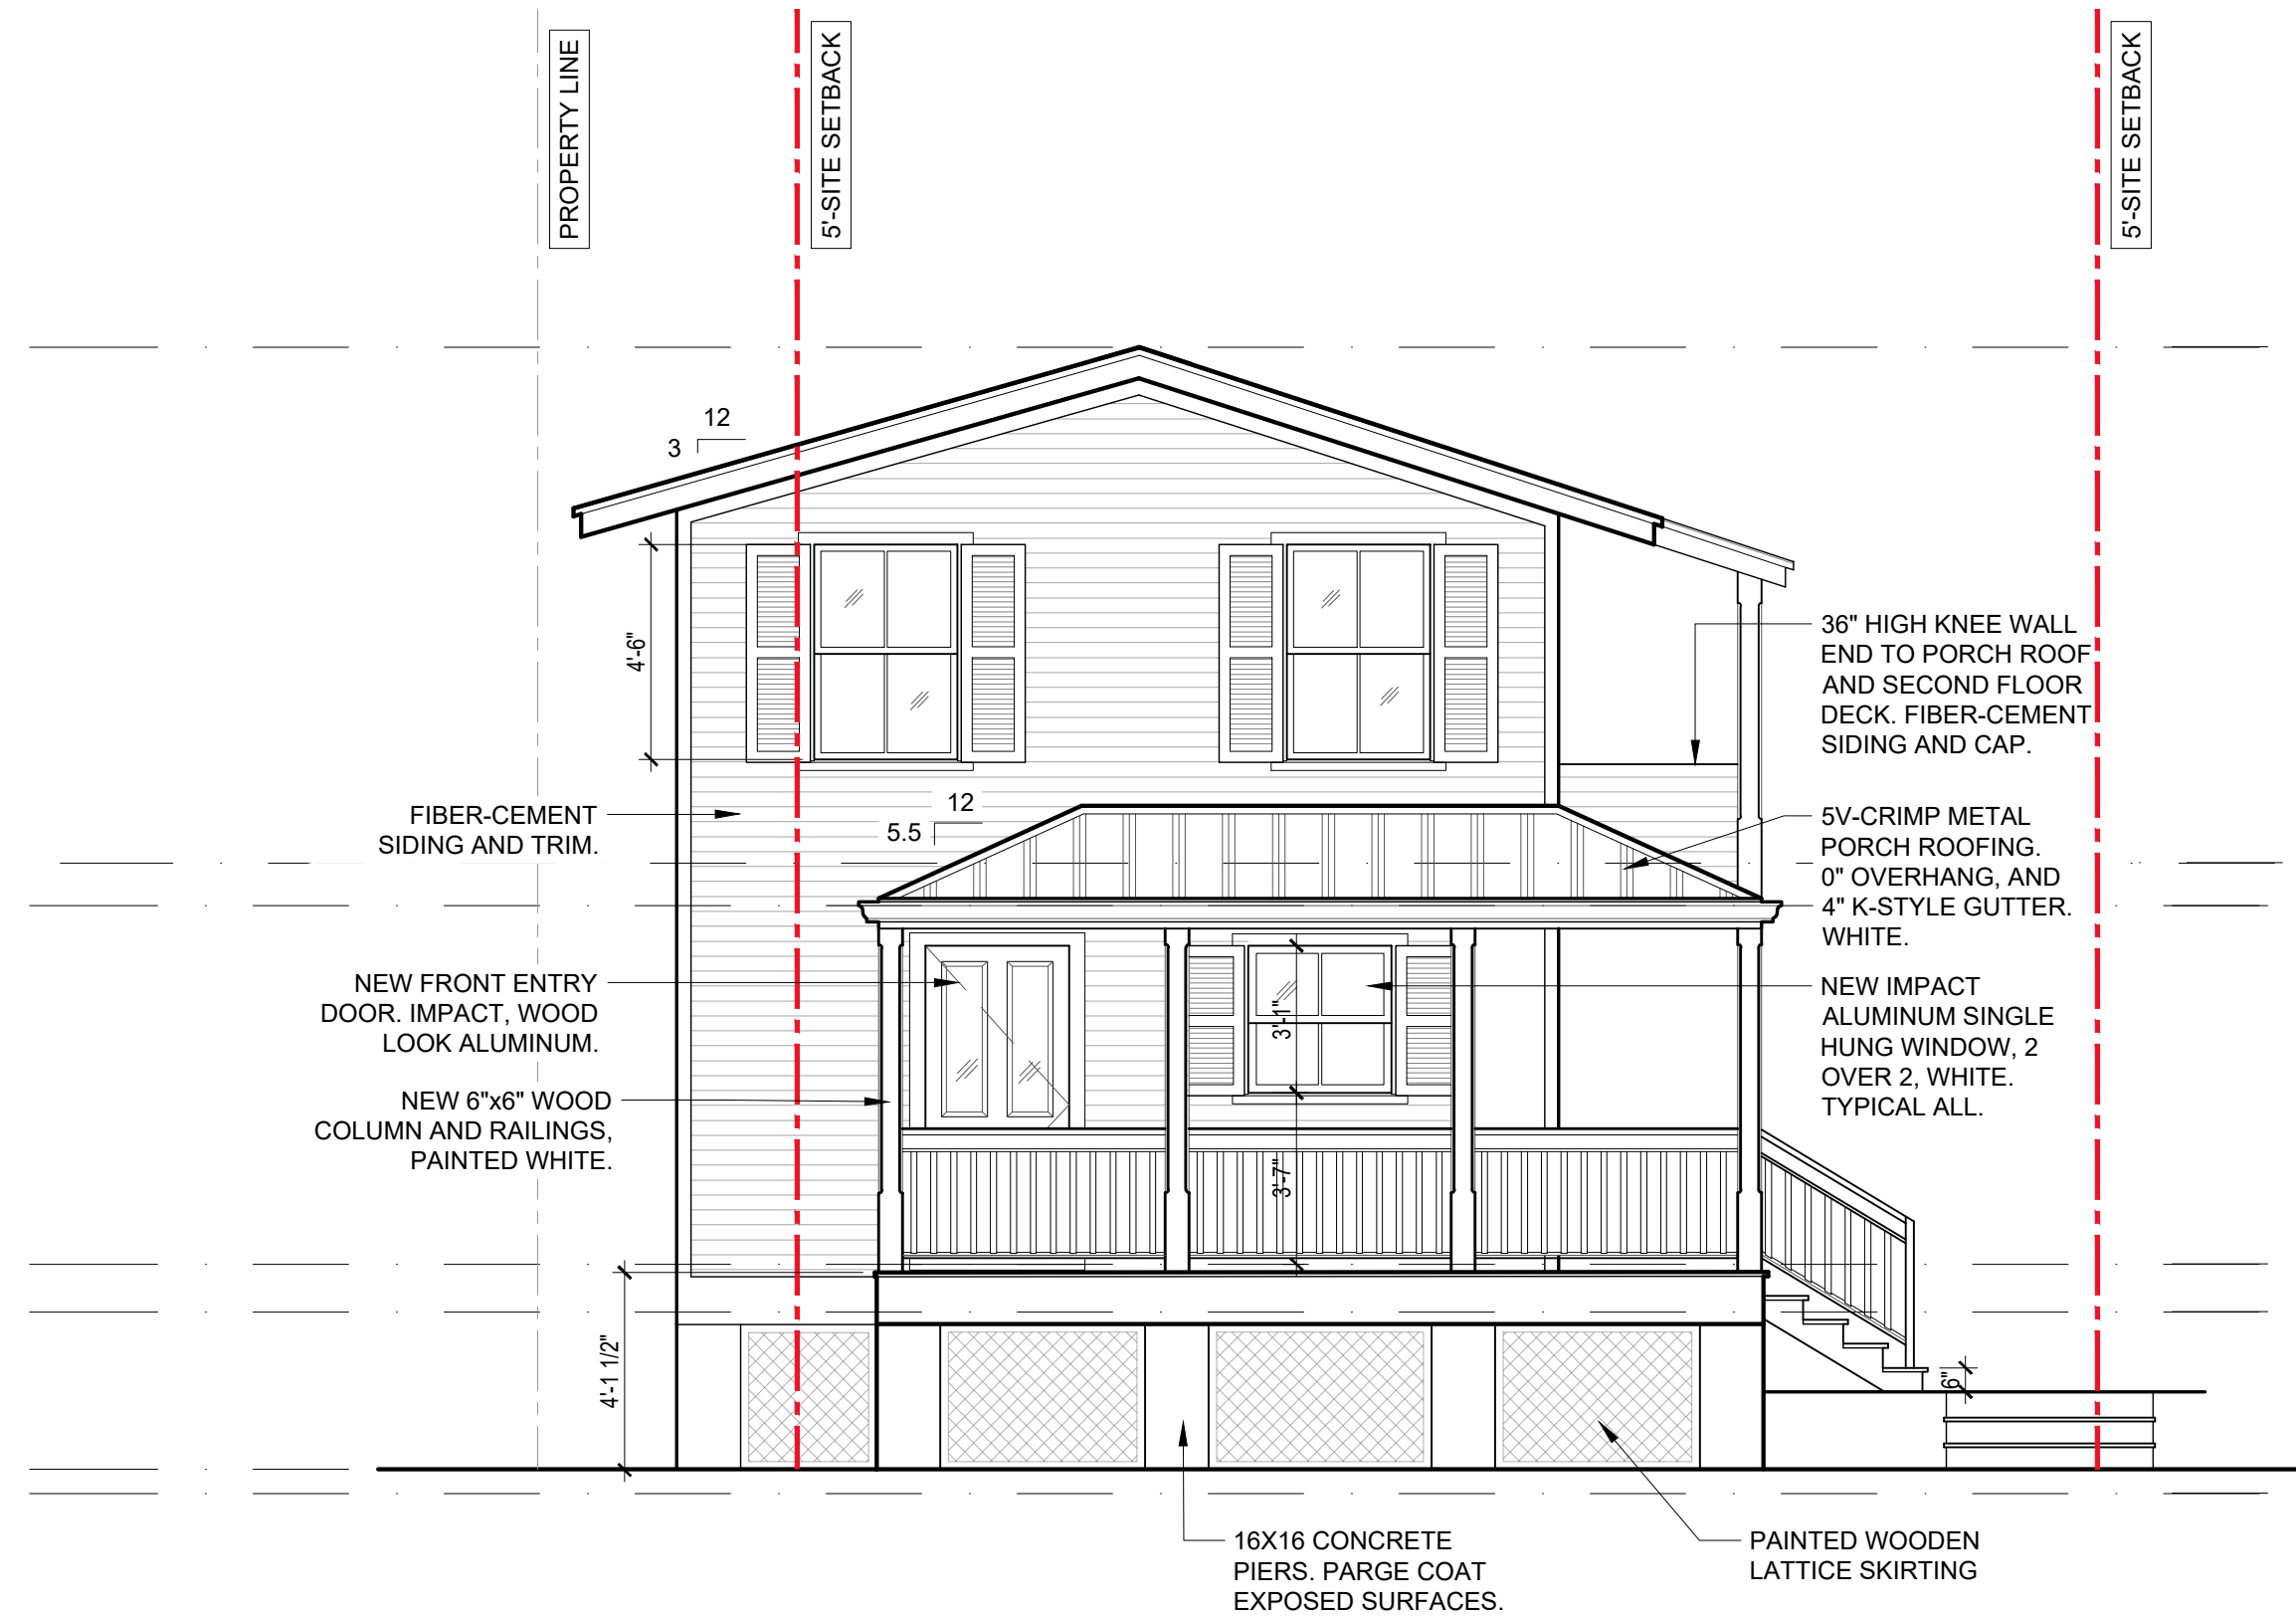 PROPERTY LINE
5'-SITE SETBACK
5'-SITE SETBACK
12
3
4'-6"
36" HIGH KNEE WALL
END TO PORCH ROOF
AND SECOND FLOOR
DECK. FIBER-CEMENT
SIDING AND CAP.
FIBER-CEMENT
SIDING AND TRIM.
12
5.5
5V-CRIMP METAL
PORCH ROOFING.
0" OVERHANG, AND
4" K-STYLE GUTTER.
WHITE.
NEW FRONT ENTRY
DOOR. IMPACT, WOOD
LOOK ALUMINUM.
3'-1"
NEW IMPACT
ALUMINUM SINGLE
HUNG WINDOW, 2
OVER 2, WHITE.
TYPICAL ALL.
NEW 6"x6" WOOD
COLUMN AND RAILINGS,
PAINTED WHITE.
3'-7"
4'-1 1/2"
6"
16X16 CONCRETE
PIERS. PARGE COAT
EXPOSED SURFACES.
PAINTED WOODEN
LATTICE SKIRTING